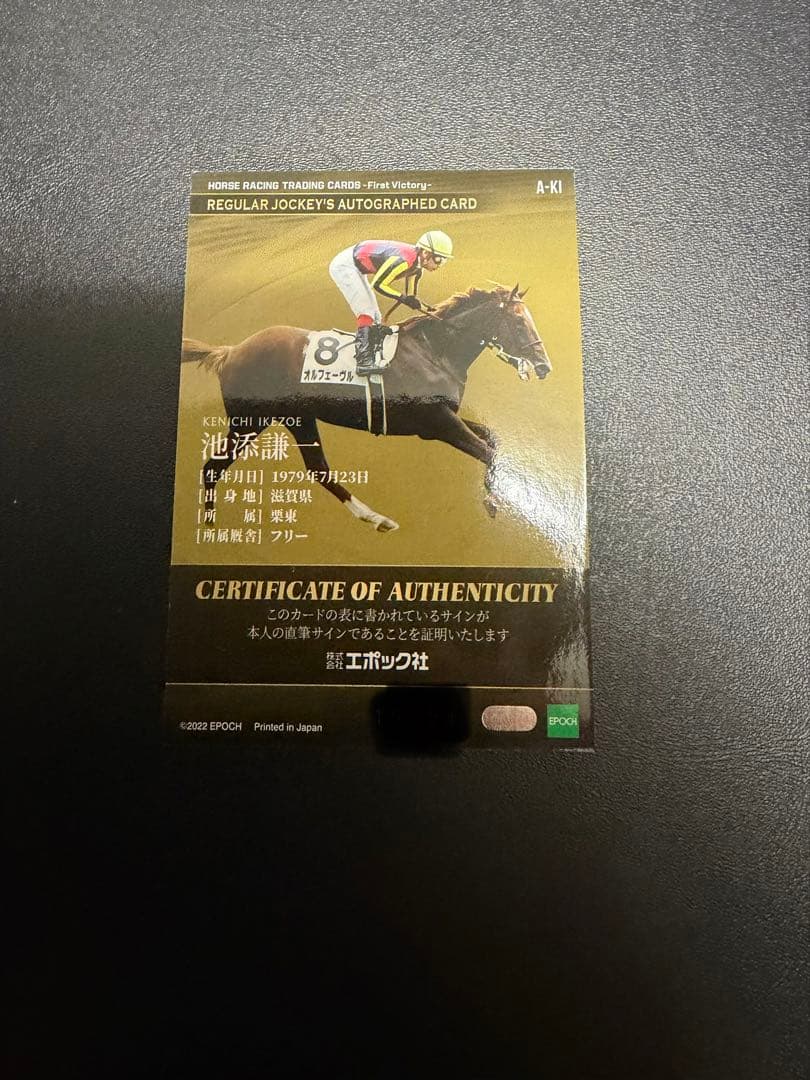 HORSE RACING TRADING CARDS -First Victory-
A-KI
REGULAR JOCKEY'S AUTOGRAPHED CARD
8
オルフェーヴル
KENICHI IKEZOE
池添謙一
[生年月日] 1979年7月23日
[出身地] 滋賀県
[所属] 栗東
[所属厩舎] フリー
CERTIFICATE OF AUTHENTICITY
このカードの表に書かれているサインが
本人の直筆サインであることを証明いたします
株式会社 エポック社
©2022 EPOCH Printed in Japan
EPOCH